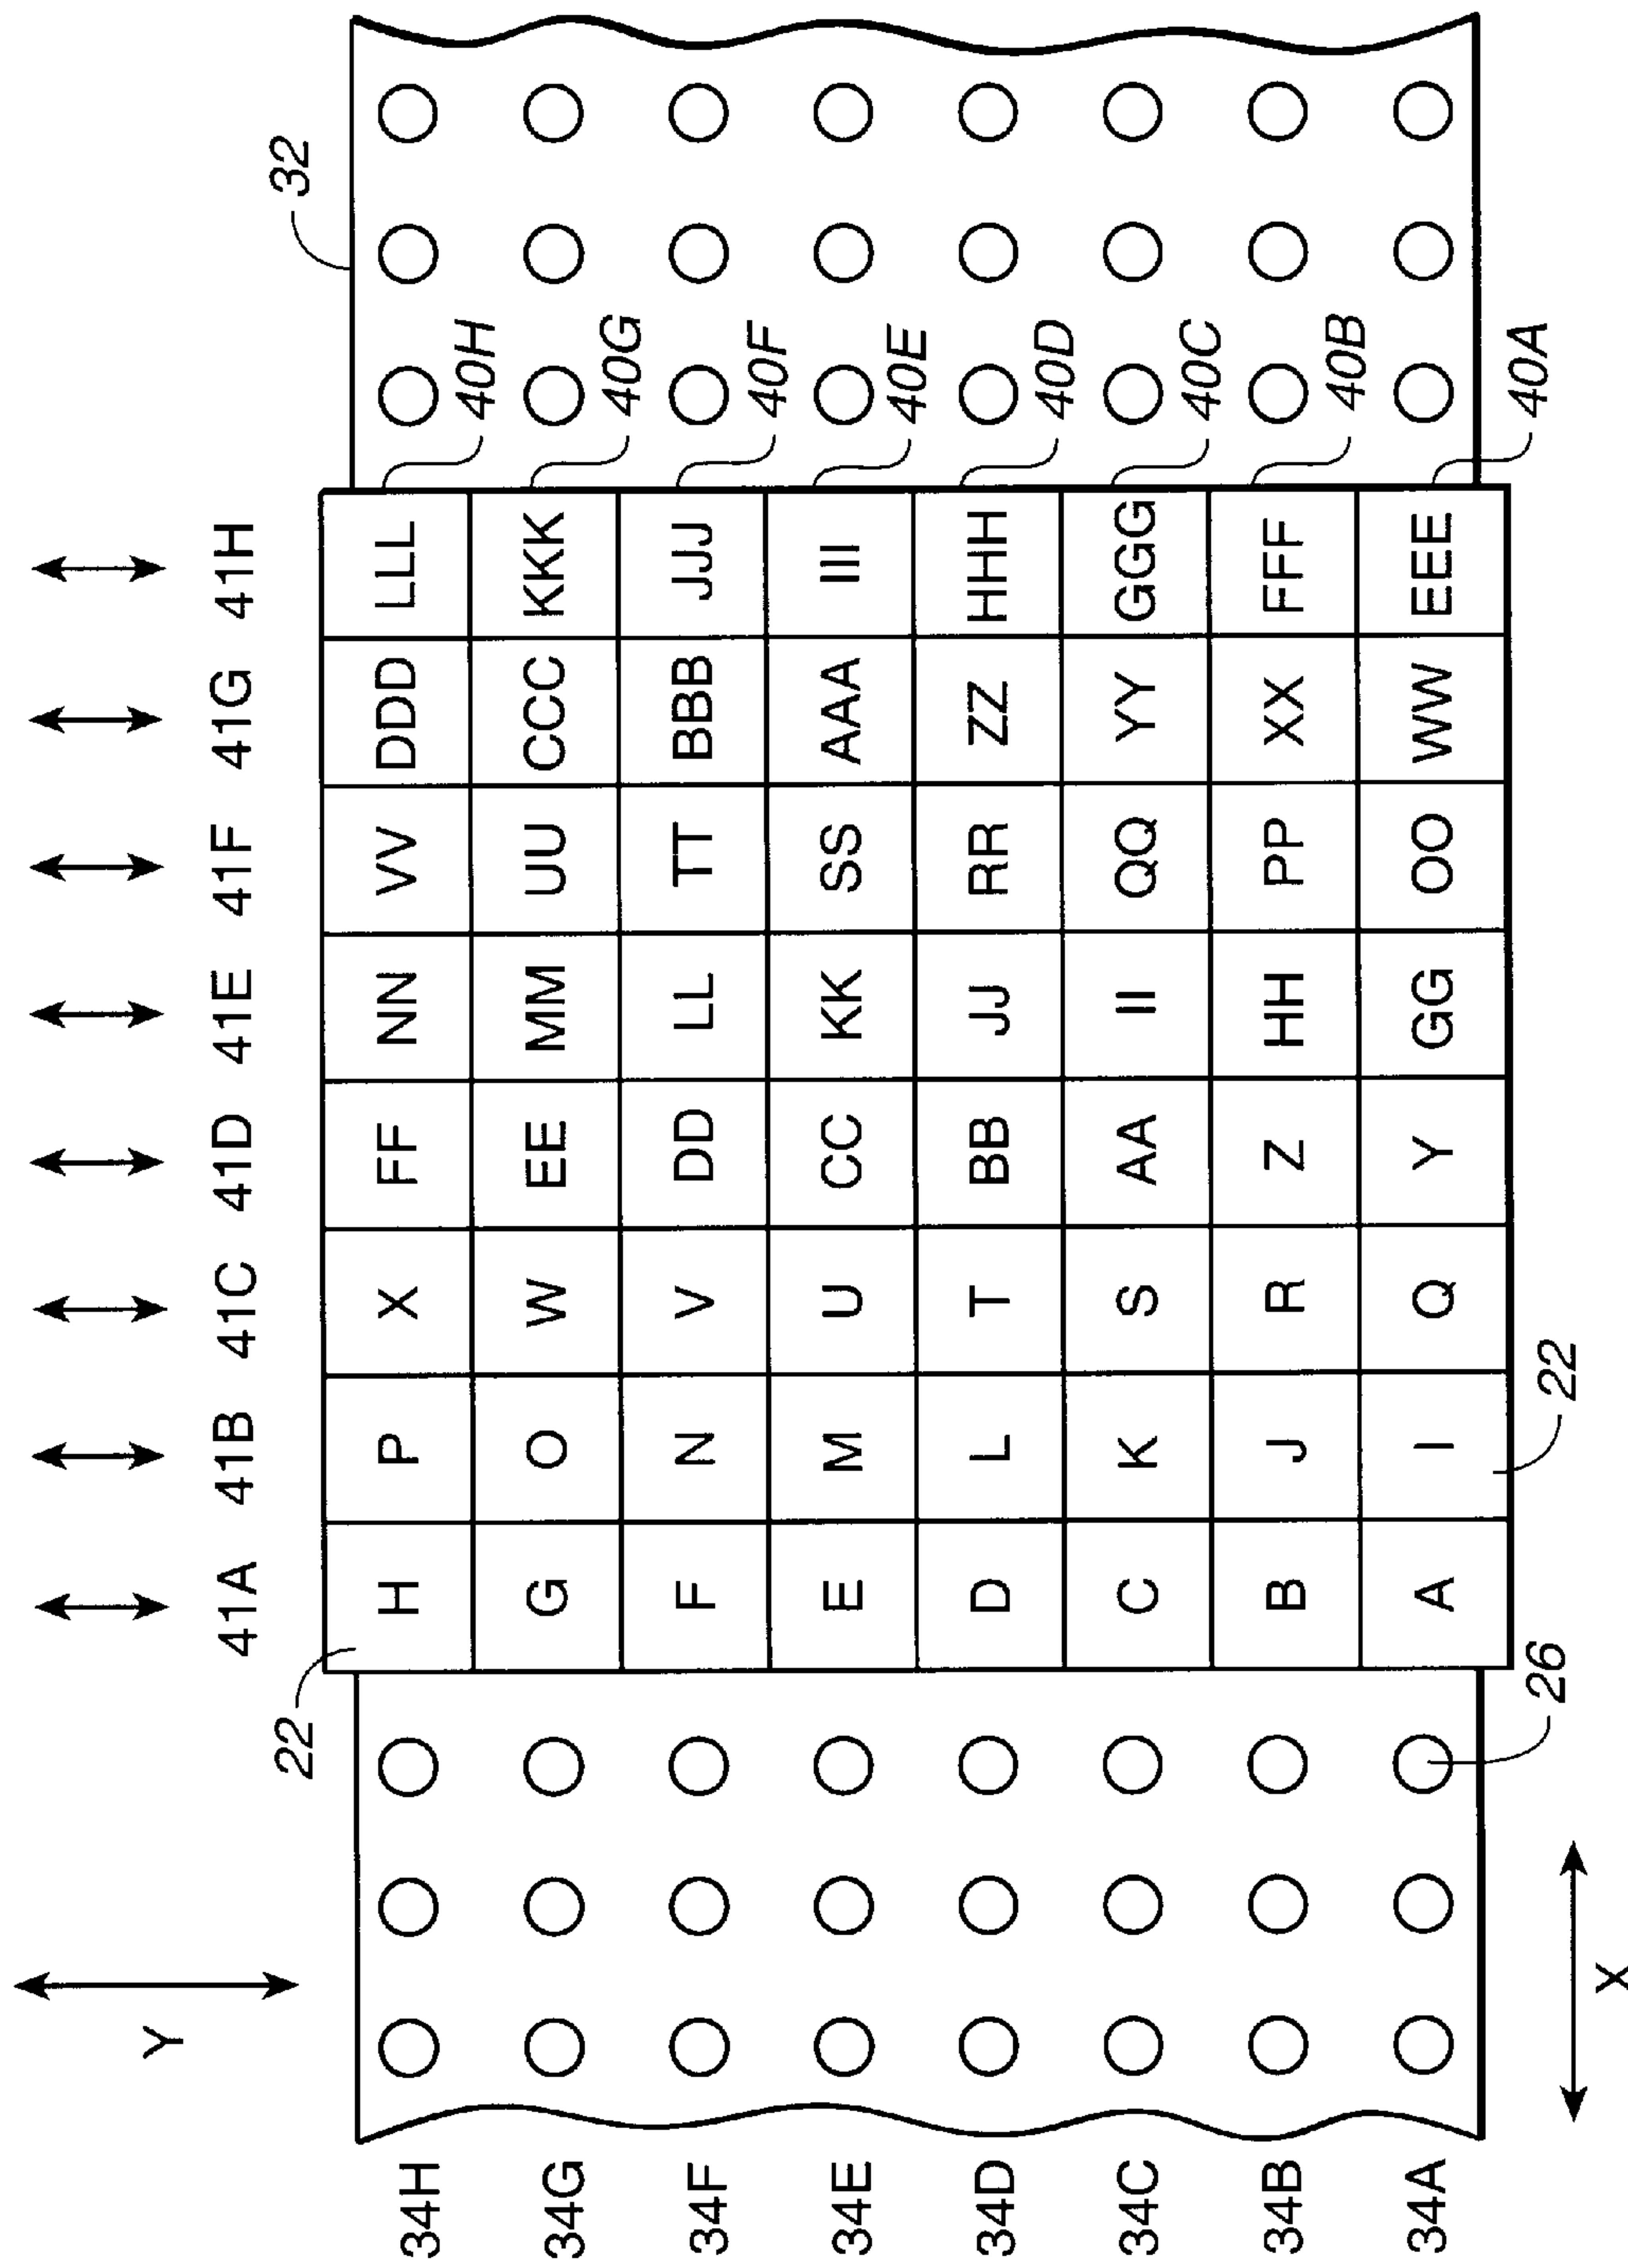 Y
41A 41B 41C 41D 41E 41F 41G 41H
22 32
34H H P X FF NN VV DDD LLL
40H
34G G O W EE MM UU CCC KKK
40G
34F F N V DD LL TT BBB JJJ
40F
34E E M U CC KK SS AAA III
40E
34D D L T BB JJ RR ZZ HHH
40D
34C C K S AA II QQ YY GGG
40C
34B B J R Z HH PP XX FFF
40B
34A A I Q Y GG OO WW EEE
26 22 40A
X